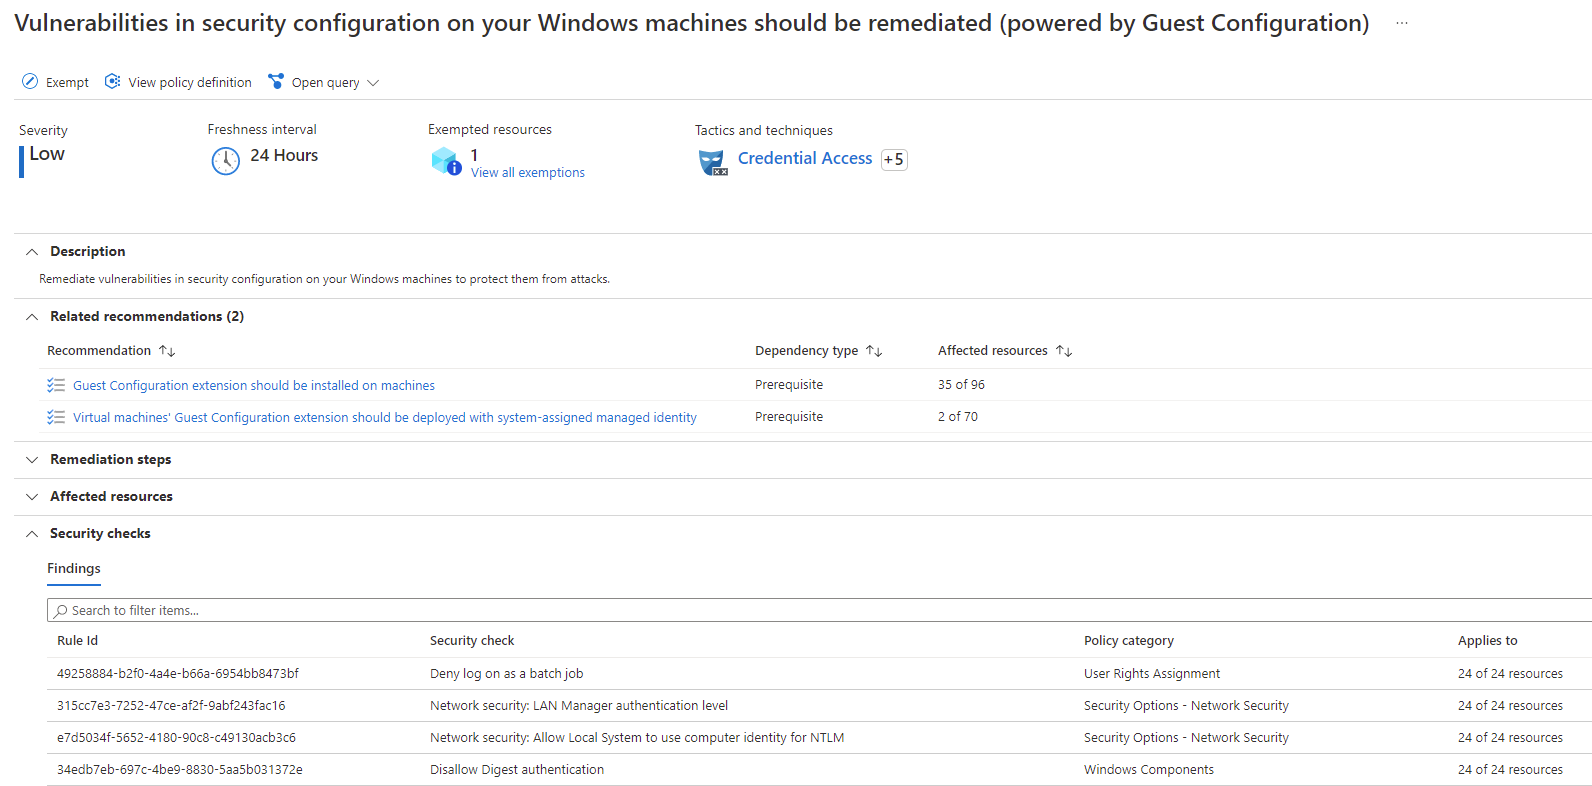 Vulnerabilities in security configuration on your Windows machines should be remediated (powered by Guest Configuration) ...
Exempt View policy definition Open query
Severity Freshness interval Exempted resources Tactics and techniques
Low 24 Hours 1 Credential Access +5
View all exemptions
Description
Remediate vulnerabilities in security configuration on your Windows machines to protect them from attacks.
Related recommendations (2)
Recommendation ↑↓ Dependency type ↑↓ Affected resources ↑↓
Guest Configuration extension should be installed on machines Prerequisite 35 of 96
Virtual machines' Guest Configuration extension should be deployed with system-assigned managed identity Prerequisite 2 of 70
Remediation steps
Affected resources
Security checks
Findings
Search to filter items...
Rule Id Security check Policy category Applies to
49258884-b2f0-4a4e-b66a-6954bb8473bf Deny log on as a batch job User Rights Assignment 24 of 24 resources
315cc7e3-7252-47ce-af2f-9abf243fac16 Network security: LAN Manager authentication level Security Options - Network Security 24 of 24 resources
e7d5034f-5652-4180-90c8-c49130acb3c6 Network security: Allow Local System to use computer identity for NTLM Security Options - Network Security 24 of 24 resources
34edb7eb-697c-4be9-8830-5aa5b031372e Disallow Digest authentication Windows Components 24 of 24 resources